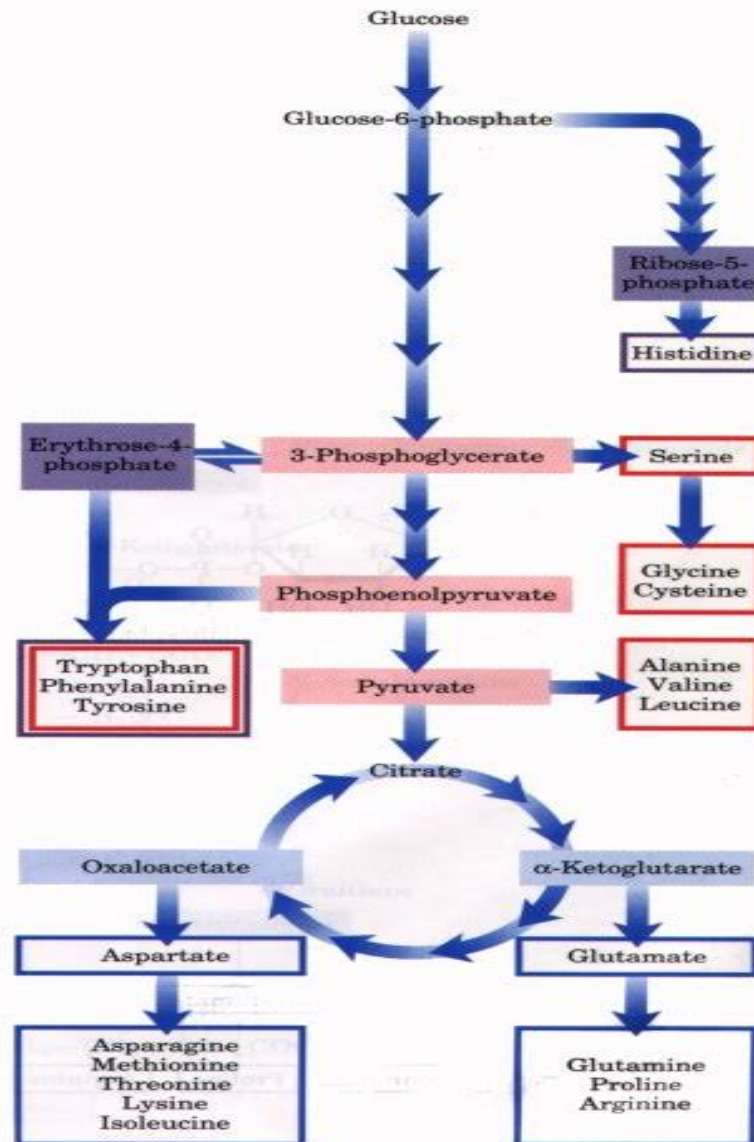 Glucose
Glucose-6-phosphate
Ribose-5-
phosphate
Histidine
Erythrose-4-
phosphate
3-Phosphoglycerate
Serine
Glycine
Cysteine
Phosphoenolpyruvate
Tryptophan
Phenylalanine
Tyrosine
Pyruvate
Alanine
Valine
Leucine
Citrate
Oxaloacetate
α-Ketoglutarate
Aspartate
Glutamate
Asparagine
Methionine
Threonine
Lysine
Isoleucine
Glutamine
Proline
Arginine